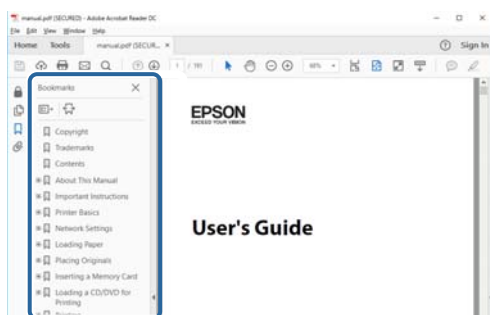 manual.pdf (SECURED) - Adobe Acrobat Reader DC
File Edit View Window Help
Home Tools manual.pdf (SECUR... × Sign In
1 / 191
Bookmarks
Copyright
Trademarks
Contents
About This Manual
Important Instructions
Printer Basics
Network Settings
Loading Paper
Placing Originals
Inserting a Memory Card
Loading a CD/DVD for
Printing
EPSON
EXCEED YOUR VISION
User's Guide